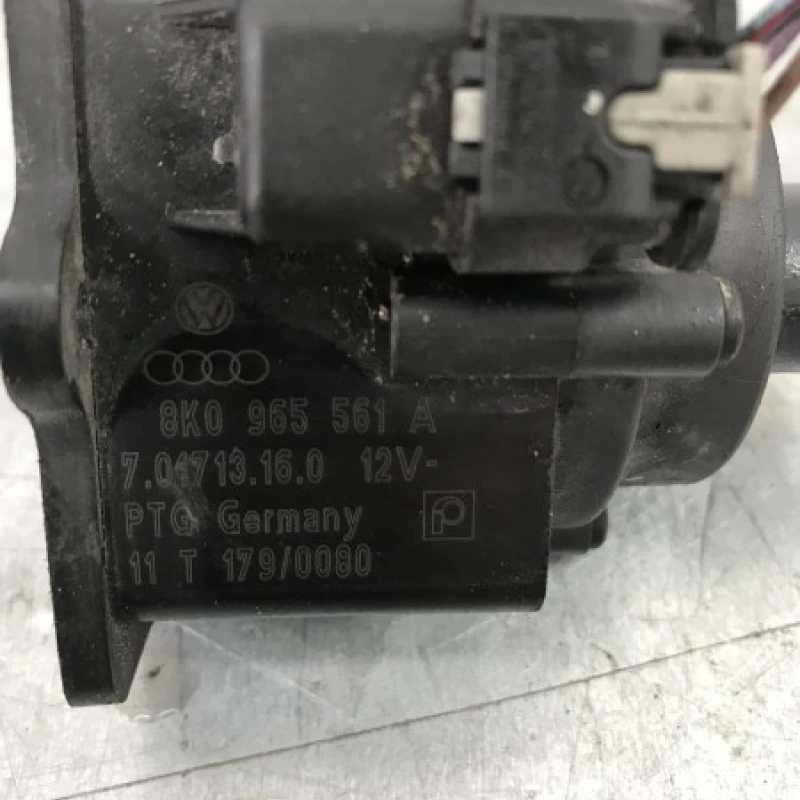 8K0 965 561 A
7.01713.16.0 12V-
PTG Germany
11 T 179/0080